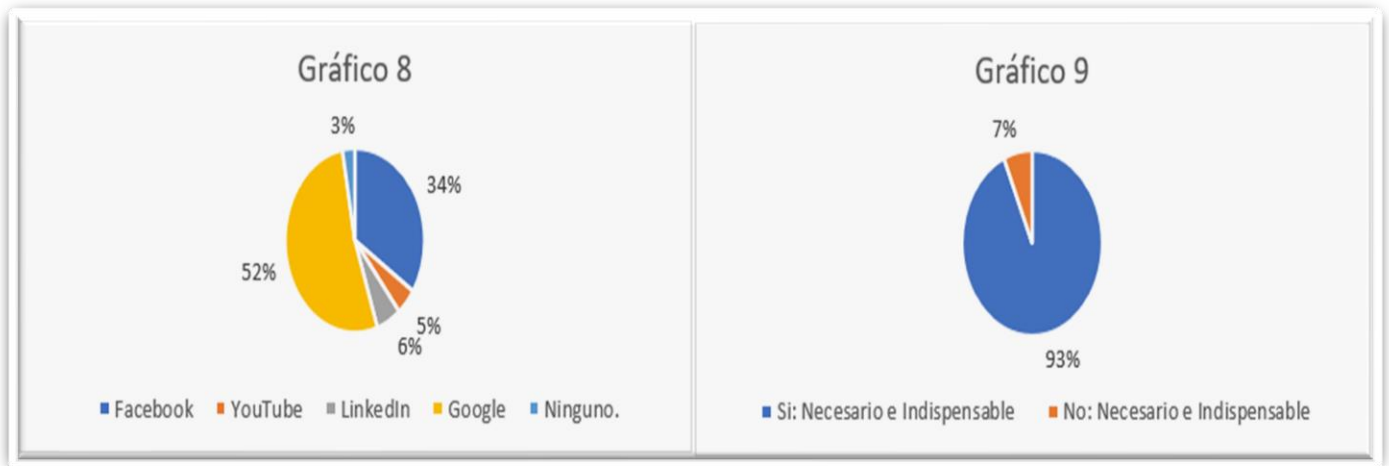 Gráfico 8
3%
34%
52%
5%
6%
Facebook YouTube LinkedIn Google Ninguno.
Gráfico 9
7%
93%
Si: Necesario e Indispensable No: Necesario e Indispensable